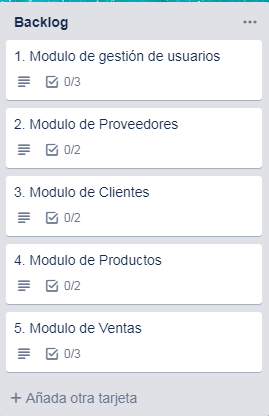 Backlog
1. Modulo de gestión de usuarios
0/3
2. Modulo de Proveedores
0/2
3. Modulo de Clientes
0/2
4. Modulo de Productos
0/2
5. Modulo de Ventas
0/3
+ Añada otra tarjeta